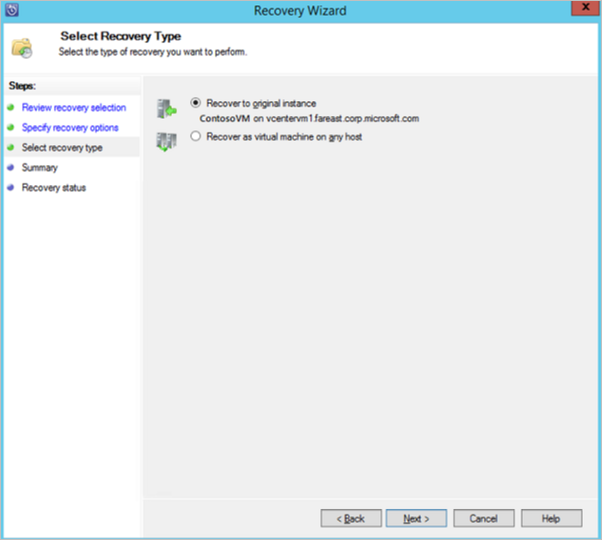 Recovery Wizard
Select Recovery Type
Select the type of recovery you want to perform.
Steps:
Review recovery selection
Specify recovery options
Select recovery type
Summary
Recovery status
Recover to original instance
ContosoVM on vcentervm1.fareast.corp.microsoft.com
Recover as virtual machine on any host
< Back
Next >
Cancel
Help